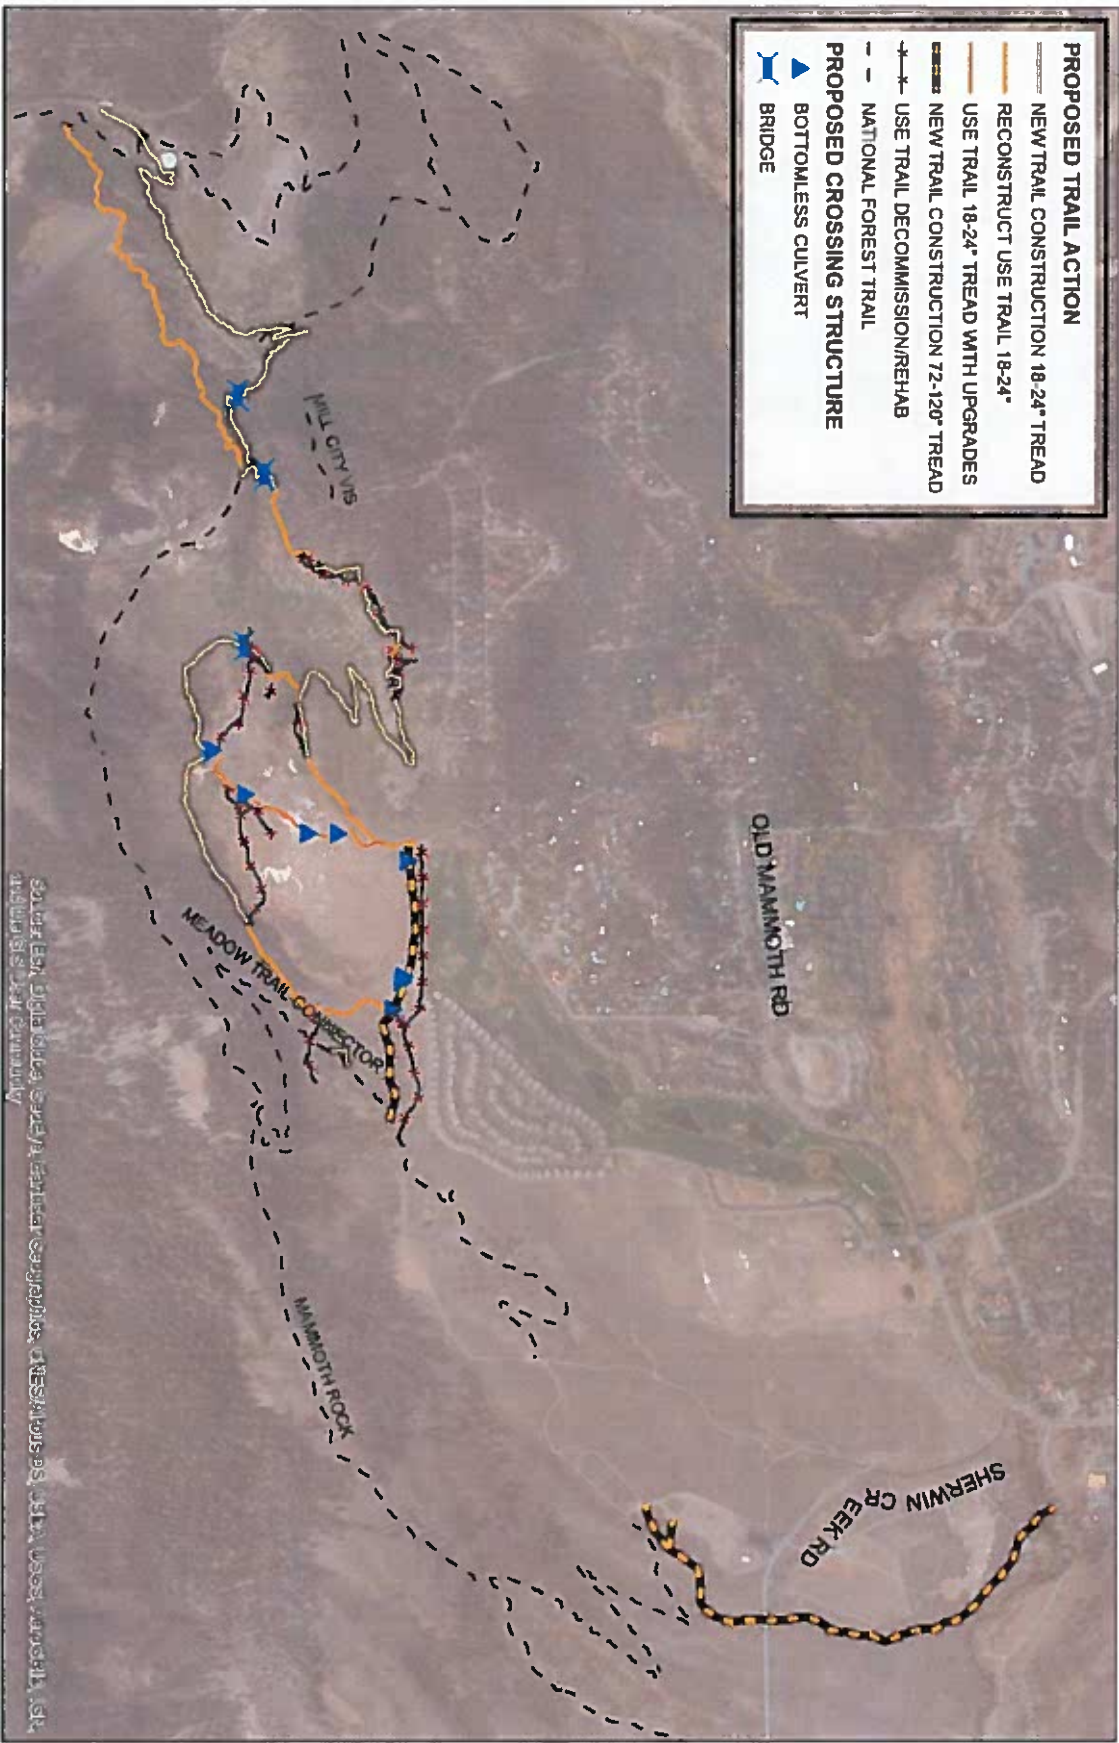 PROPOSED TRAIL ACTION
NEW TRAIL CONSTRUCTION 18-24" TREAD
RECONSTRUCT USE TRAIL 18-24"
USE TRAIL 18-24" TREAD WITH UPGRADES
NEW TRAIL CONSTRUCTION 72-120" TREAD
USE TRAIL DECOMMISSION/REHAB
NATIONAL FOREST TRAIL
PROPOSED CROSSING STRUCTURE
BOTTOMLESS CULVERT
BRIDGE
MILL CITY VIS
OLD MAMMOTH RD
MEADOW TRAIL CONNECTOR
MAMMOTH ROCK
SHERWIN CREEK RD